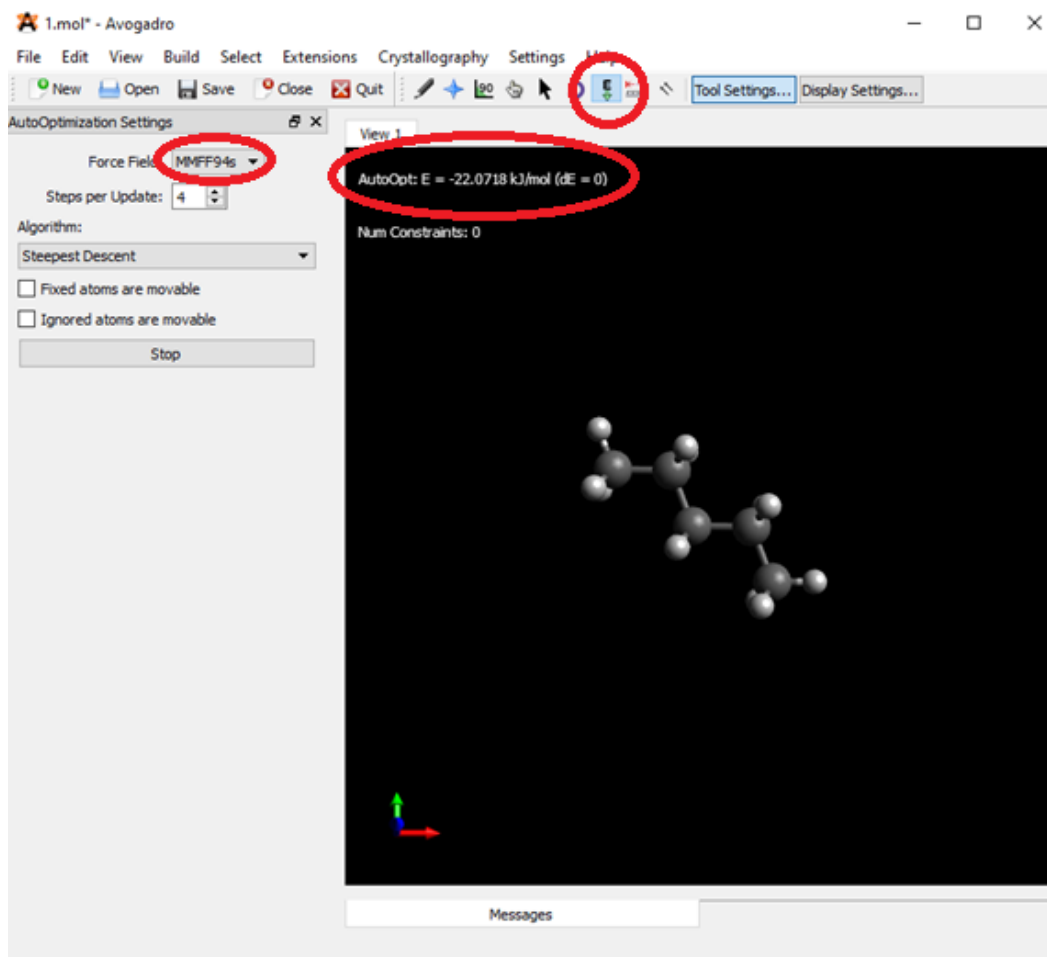 1.mol* - Avogadro
File Edit View Build Select Extensions Crystallography Settings
New Open Save Close Quit Tool Settings... Display Settings...
AutoOptimization Settings
View 1
Force Field MMFF94s
Steps per Update: 4
Algorithm:
Steepest Descent
Fixed atoms are movable
Ignored atoms are movable
Stop
AutoOpt: E = -22.0718 kJ/mol (dE = 0)
Num Constraints: 0
Messages